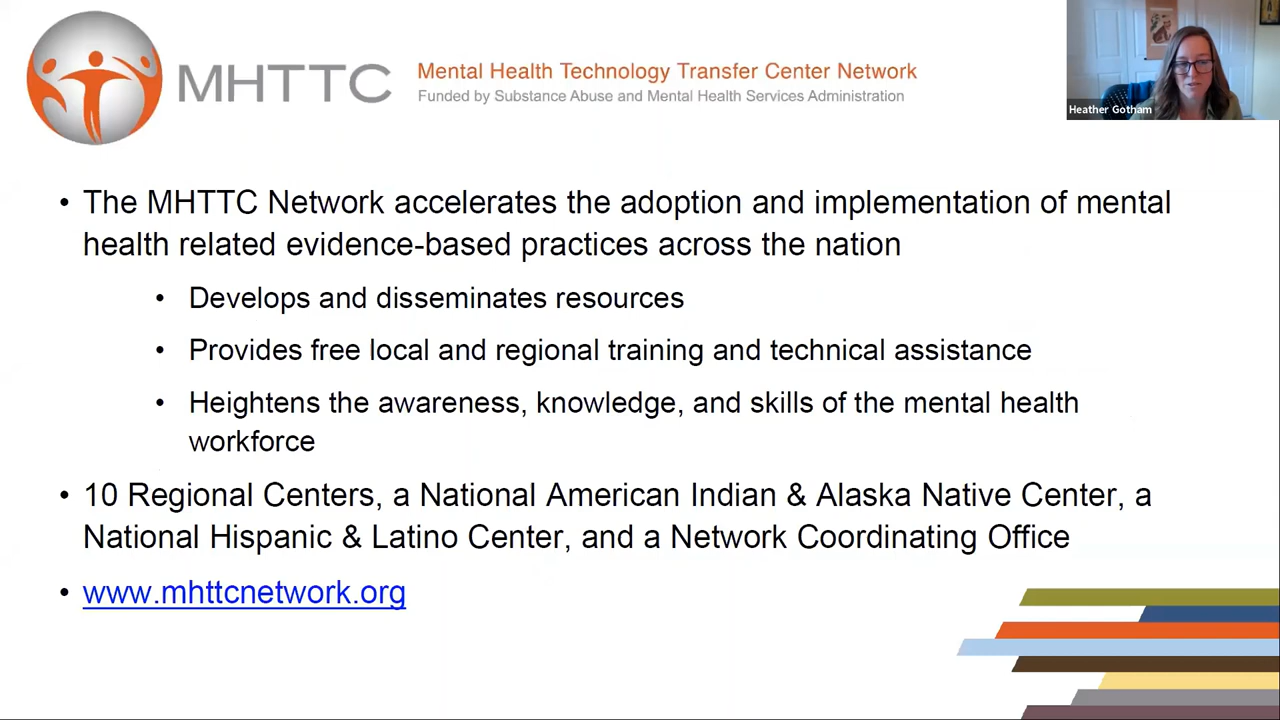 MHTTC
Mental Health Technology Transfer Center Network
Funded by Substance Abuse and Mental Health Services Administration
Heather Gotham
• The MHTTC Network accelerates the adoption and implementation of mental
health related evidence-based practices across the nation
• Develops and disseminates resources
• Provides free local and regional training and technical assistance
• Heightens the awareness, knowledge, and skills of the mental health
workforce
• 10 Regional Centers, a National American Indian & Alaska Native Center, a
National Hispanic & Latino Center, and a Network Coordinating Office
• www.mhttcnetwork.org